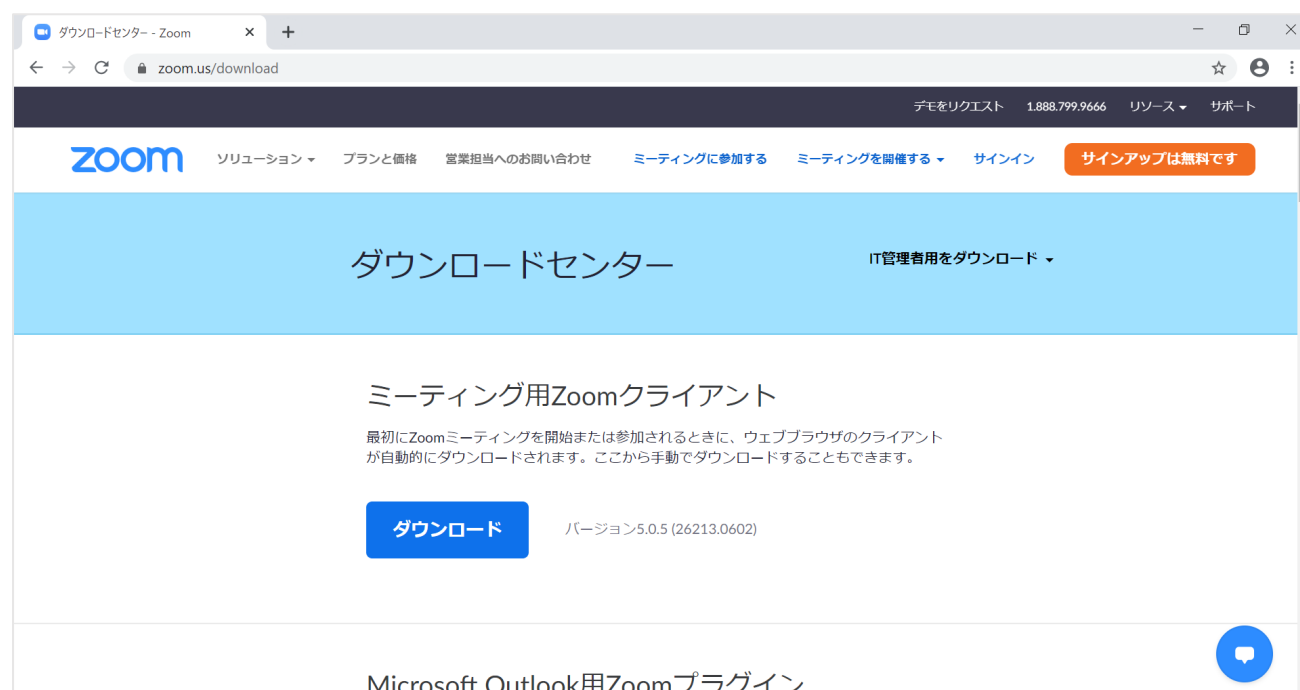 ダウンロードセンター - Zoom
zoom.us/download
デモをリクエスト 1.888.799.9666 リソース サポート
zoom ソリューション プランと価格 営業担当へのお問い合わせ ミーティングに参加する ミーティングを開催する サインイン サインアップは無料です
ダウンロードセンター IT管理者用をダウンロード
ミーティング用Zoomクライアント
最初にZoomミーティングを開始または参加されるときに、ウェブブラウザのクライアント
が自動的にダウンロードされます。ここから手動でダウンロードすることもできます。
ダウンロード バージョン5.0.5 (26213.0602)
Microsoft Outlook用Zoomプラグイン